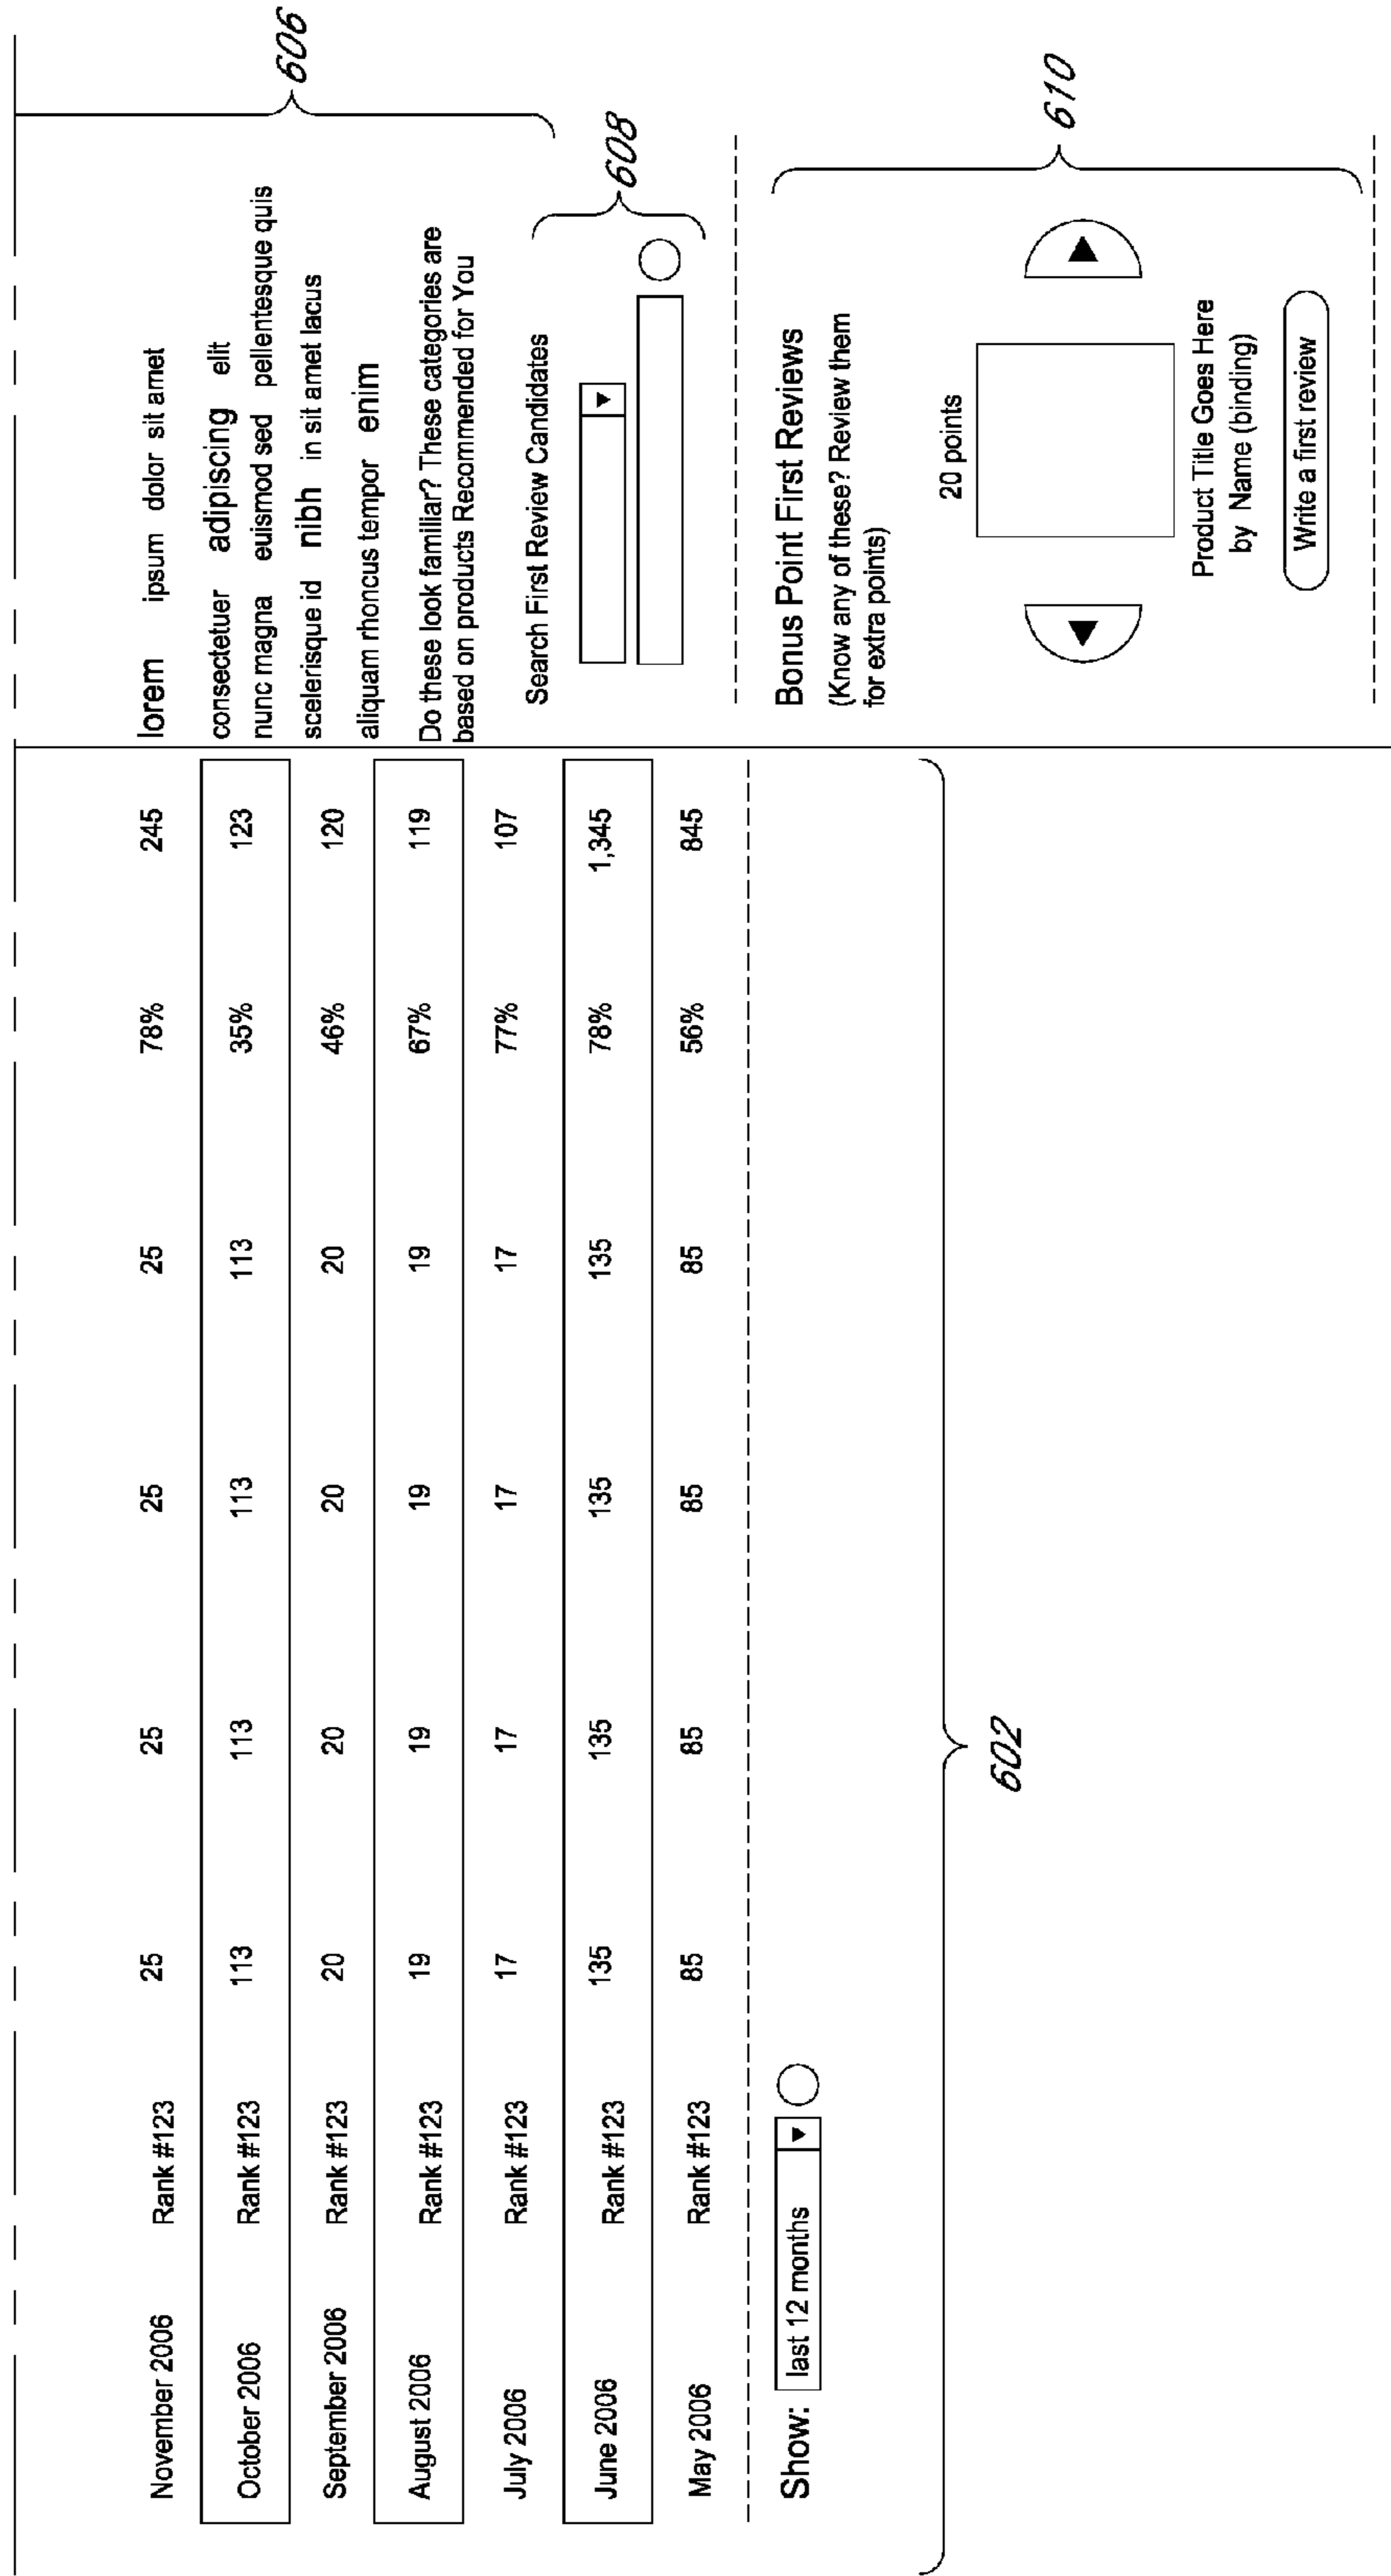 November 2006 Rank #123 25 25 25 25 78% 245
October 2006 Rank #123 113 113 113 113 35% 123
September 2006 Rank #123 20 20 20 20 46% 120
August 2006 Rank #123 19 19 19 19 67% 119
July 2006 Rank #123 17 17 17 17 77% 107
June 2006 Rank #123 135 135 135 135 78% 1,345
May 2006 Rank #123 85 85 85 85 56% 845
Show: last 12 months
602
lorem ipsum dolor sit amet
consectetuer adipiscing elit
nunc magna euismod sed pellentesque quis
scelerisque id nibh in sit amet lacus
aliquam rhoncus tempor enim
Do these look familiar? These categories are
based on products Recommended for You
606
Search First Review Candidates
608
Bonus Point First Reviews
(Know any of these? Review them
for extra points)
20 points
Product Title Goes Here
by Name (binding)
Write a first review
610